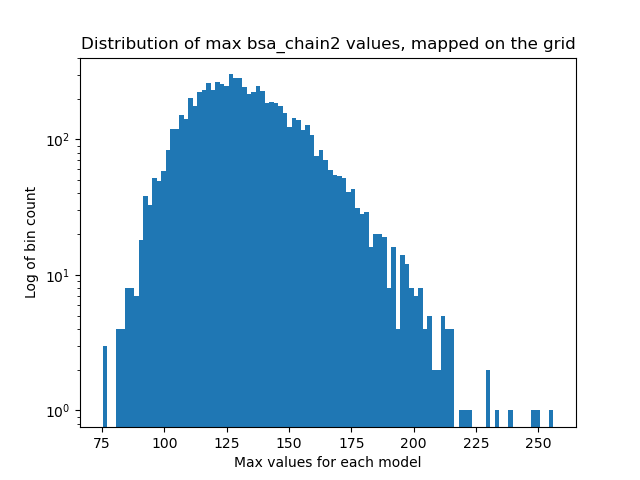 Distribution of max bsa_chain2 values, mapped on the grid
Log of bin count
10²
10¹
10⁰
75 100 125 150 175 200 225 250
Max values for each model